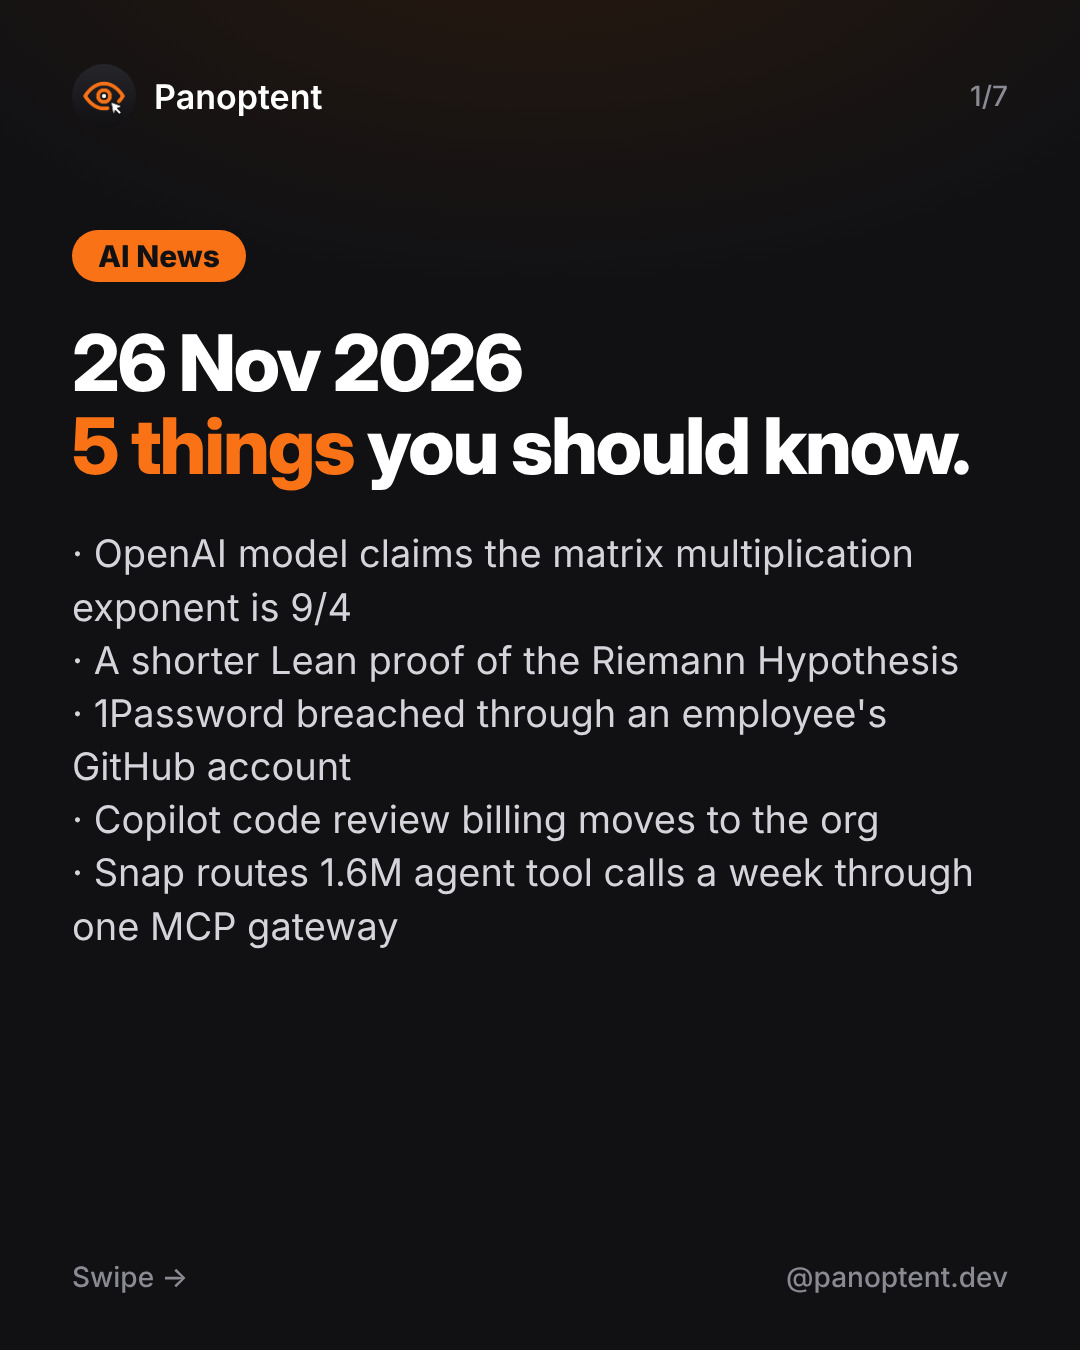 Panoptent
1/7
AI News
26 Nov 2026
5 things you should know.
· OpenAI model claims the matrix multiplication
exponent is 9/4
· A shorter Lean proof of the Riemann Hypothesis
· 1Password breached through an employee's
GitHub account
· Copilot code review billing moves to the org
· Snap routes 1.6M agent tool calls a week through
one MCP gateway
Swipe →
@panoptent.dev